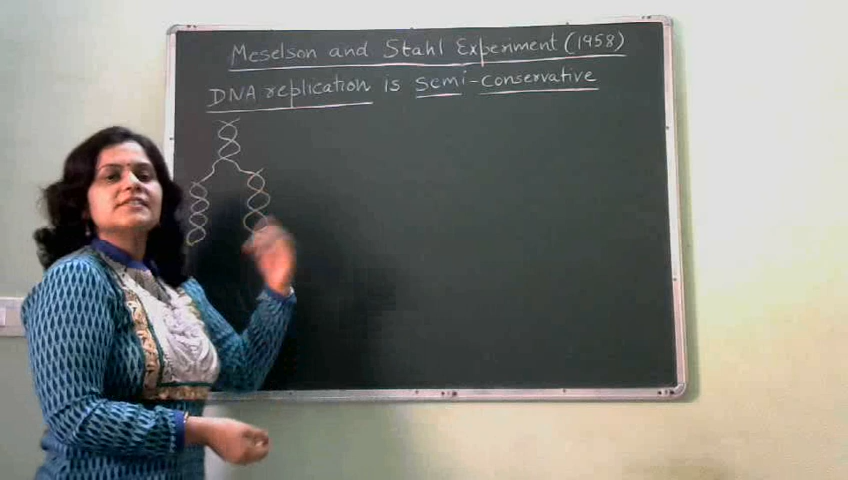 Meselson and Stahl Experiment (1958)
DNA replication is Semi-conservative